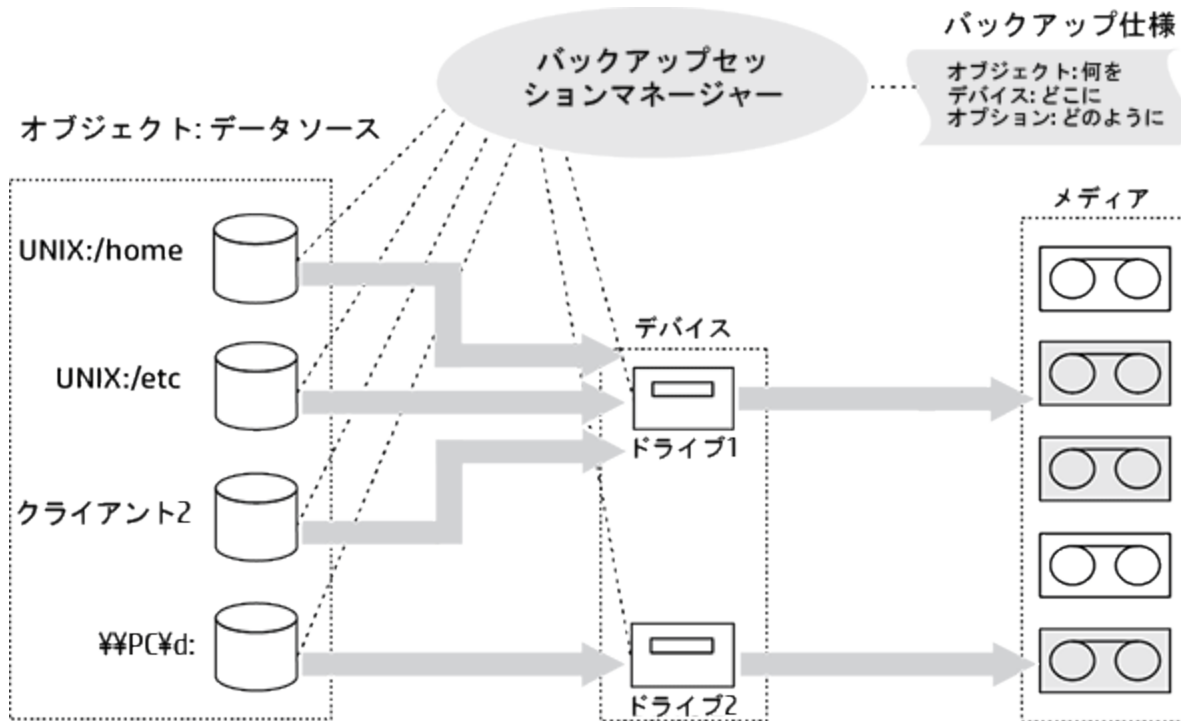 バックアップ仕様
バックアップセッ
ションマネージャー
オブジェクト: 何を
デバイス: どこに
オプション: どのように
オブジェクト: データソース
メディア
UNIX:/home
デバイス
UNIX:/etc
ドライブ1
クライアント2
¥¥PC¥d:
ドライブ2